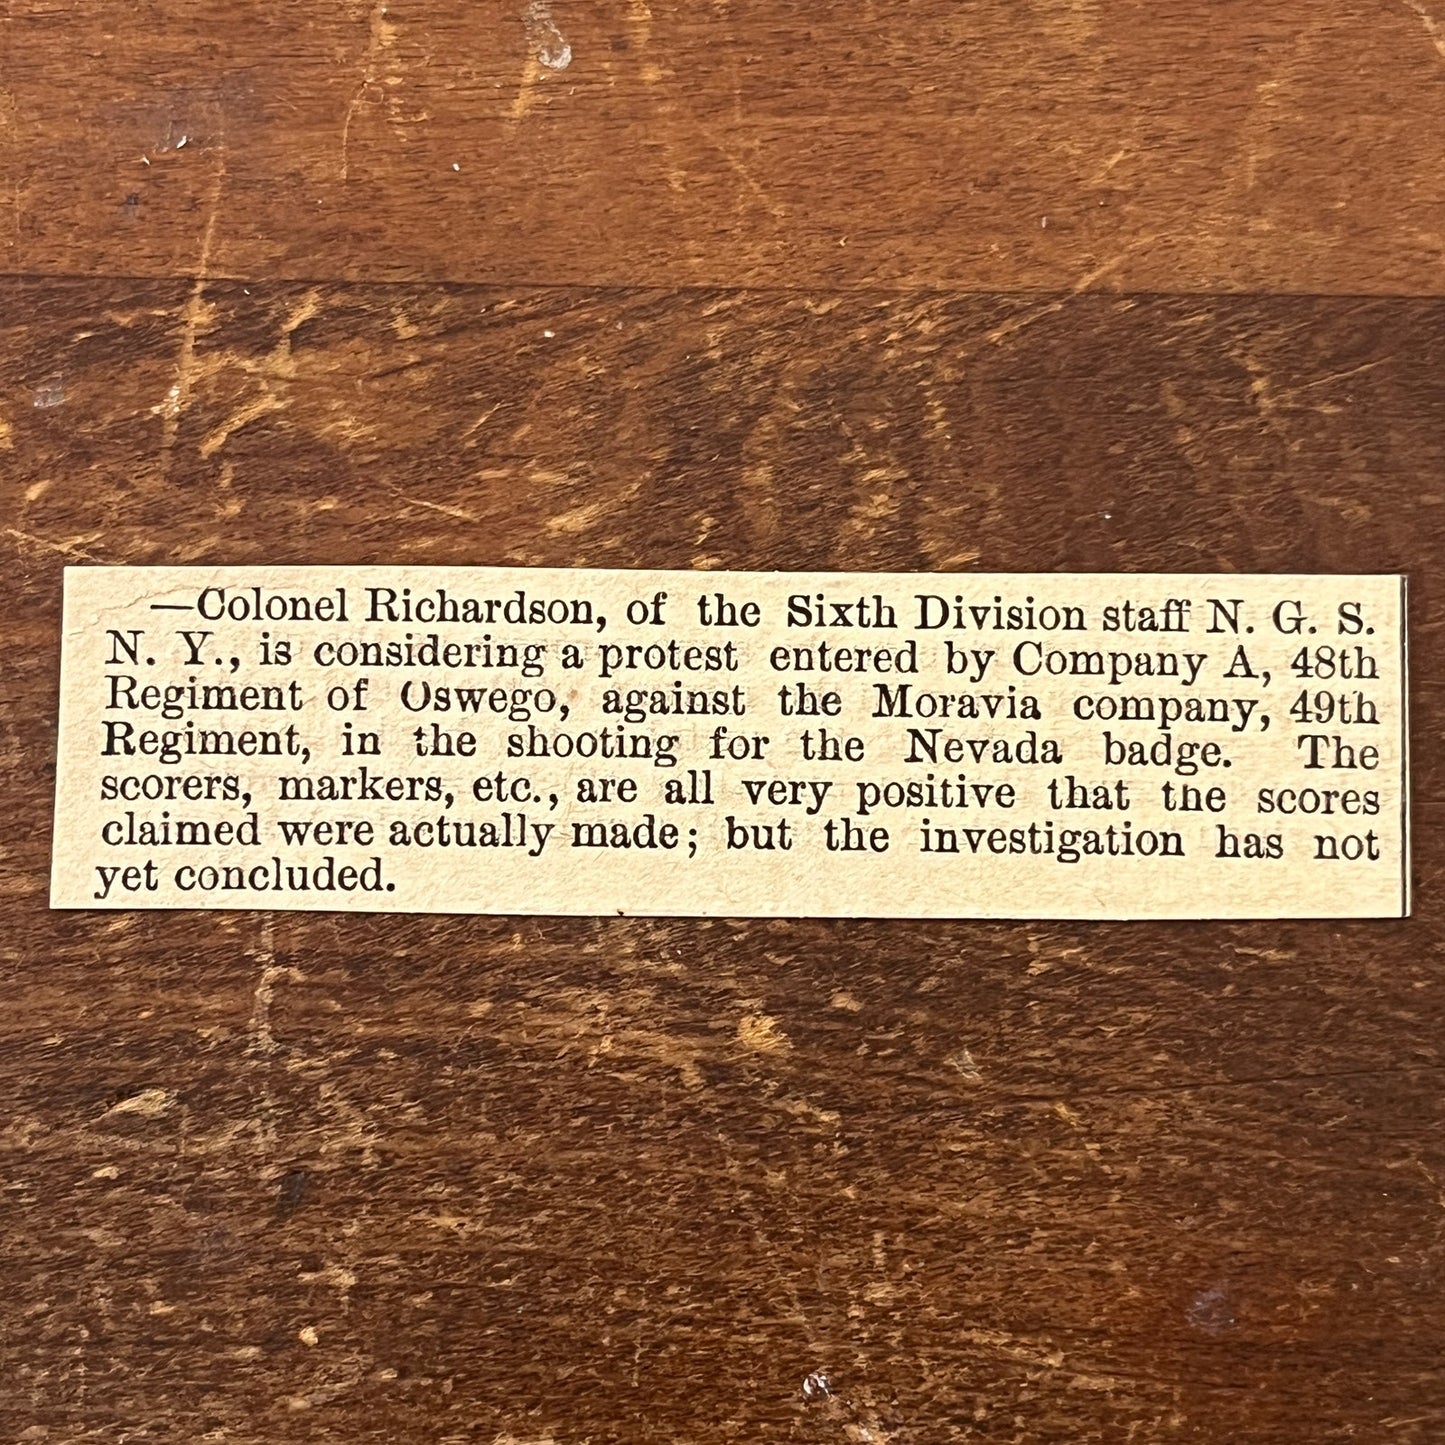 —Colonel Richardson, of the Sixth Division staff N. G. S.
N. Y., is considering a protest entered by Company A, 48th
Regiment of Oswego, against the Moravia company, 49th
Regiment, in the shooting for the Nevada badge. The
scorers, markers, etc., are all very positive that the scores
claimed were actually made; but the investigation has not
yet concluded.